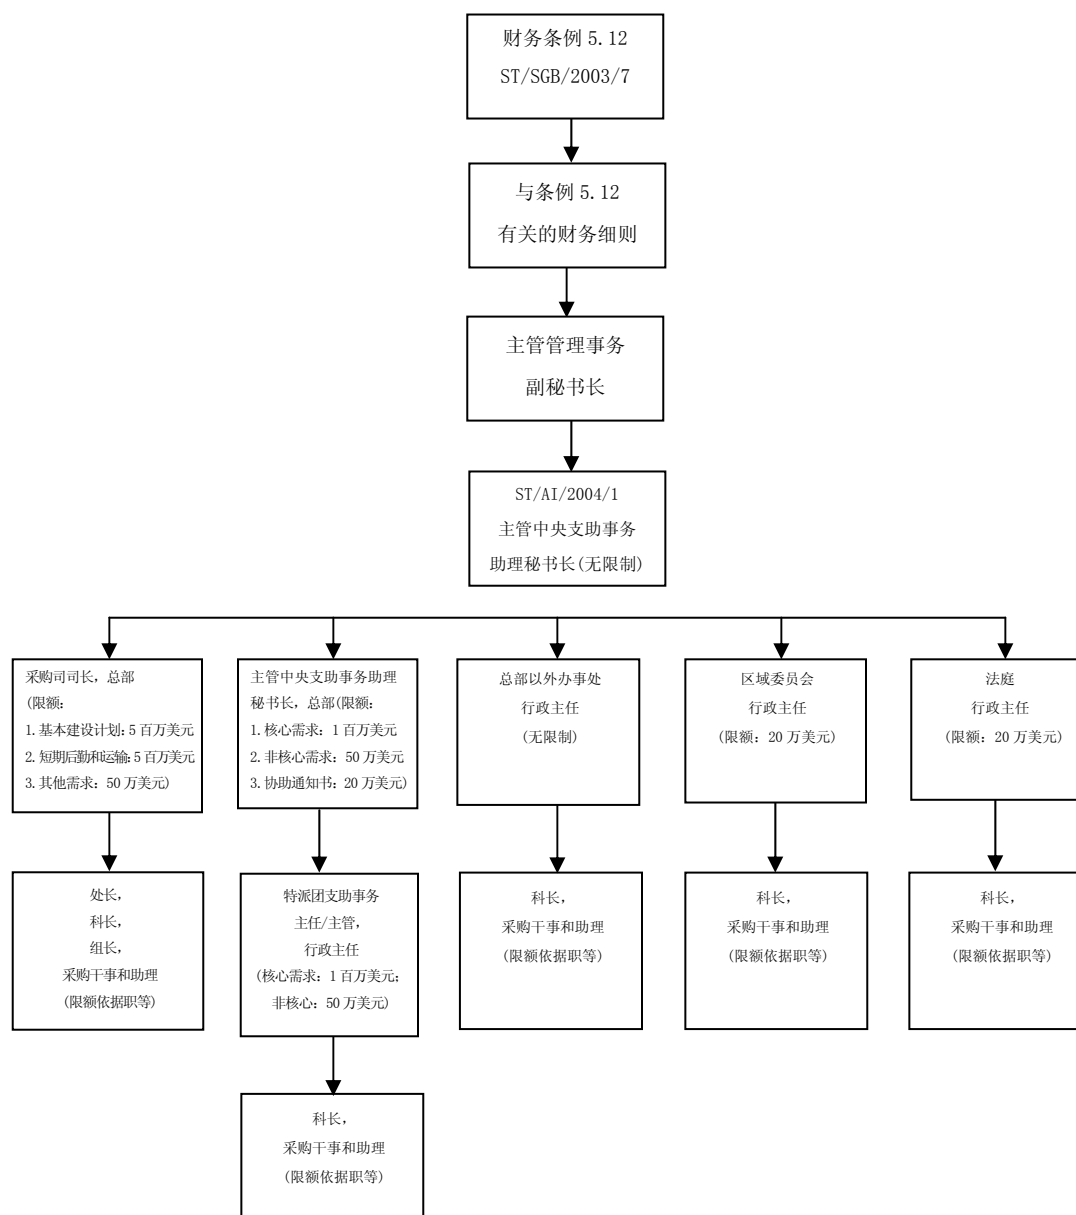 财务条例 5.12
ST/SGB/2003/7
与条例 5.12
有关的财务细则
主管管理事务
副秘书长
ST/AI/2004/1
主管中央支助事务
助理秘书长(无限制)
采购司司长，总部
(限额：
1. 基本建设计划：5 百万美元
2. 短期后勤和运输：5 百万美元
3. 其他需求：50 万美元)
主管中央支助事务助理
秘书长，总部(限额：
1. 核心需求：1 百万美元
2. 非核心需求：50 万美元
3. 协助通知书：20 万美元)
总部以外办事处
行政主任
(无限制)
区域委员会
行政主任
(限额：20 万美元)
法庭
行政主任
(限额：20 万美元)
处长，
科长，
组长，
采购干事和助理
(限额依据职等)
特派团支助事务
主任/主管，
行政主任
(核心需求：1 百万美元；
非核心：50 万美元)
科长，
采购干事和助理
(限额依据职等)
科长，
采购干事和助理
(限额依据职等)
科长，
采购干事和助理
(限额依据职等)
科长，
采购干事和助理
(限额依据职等)